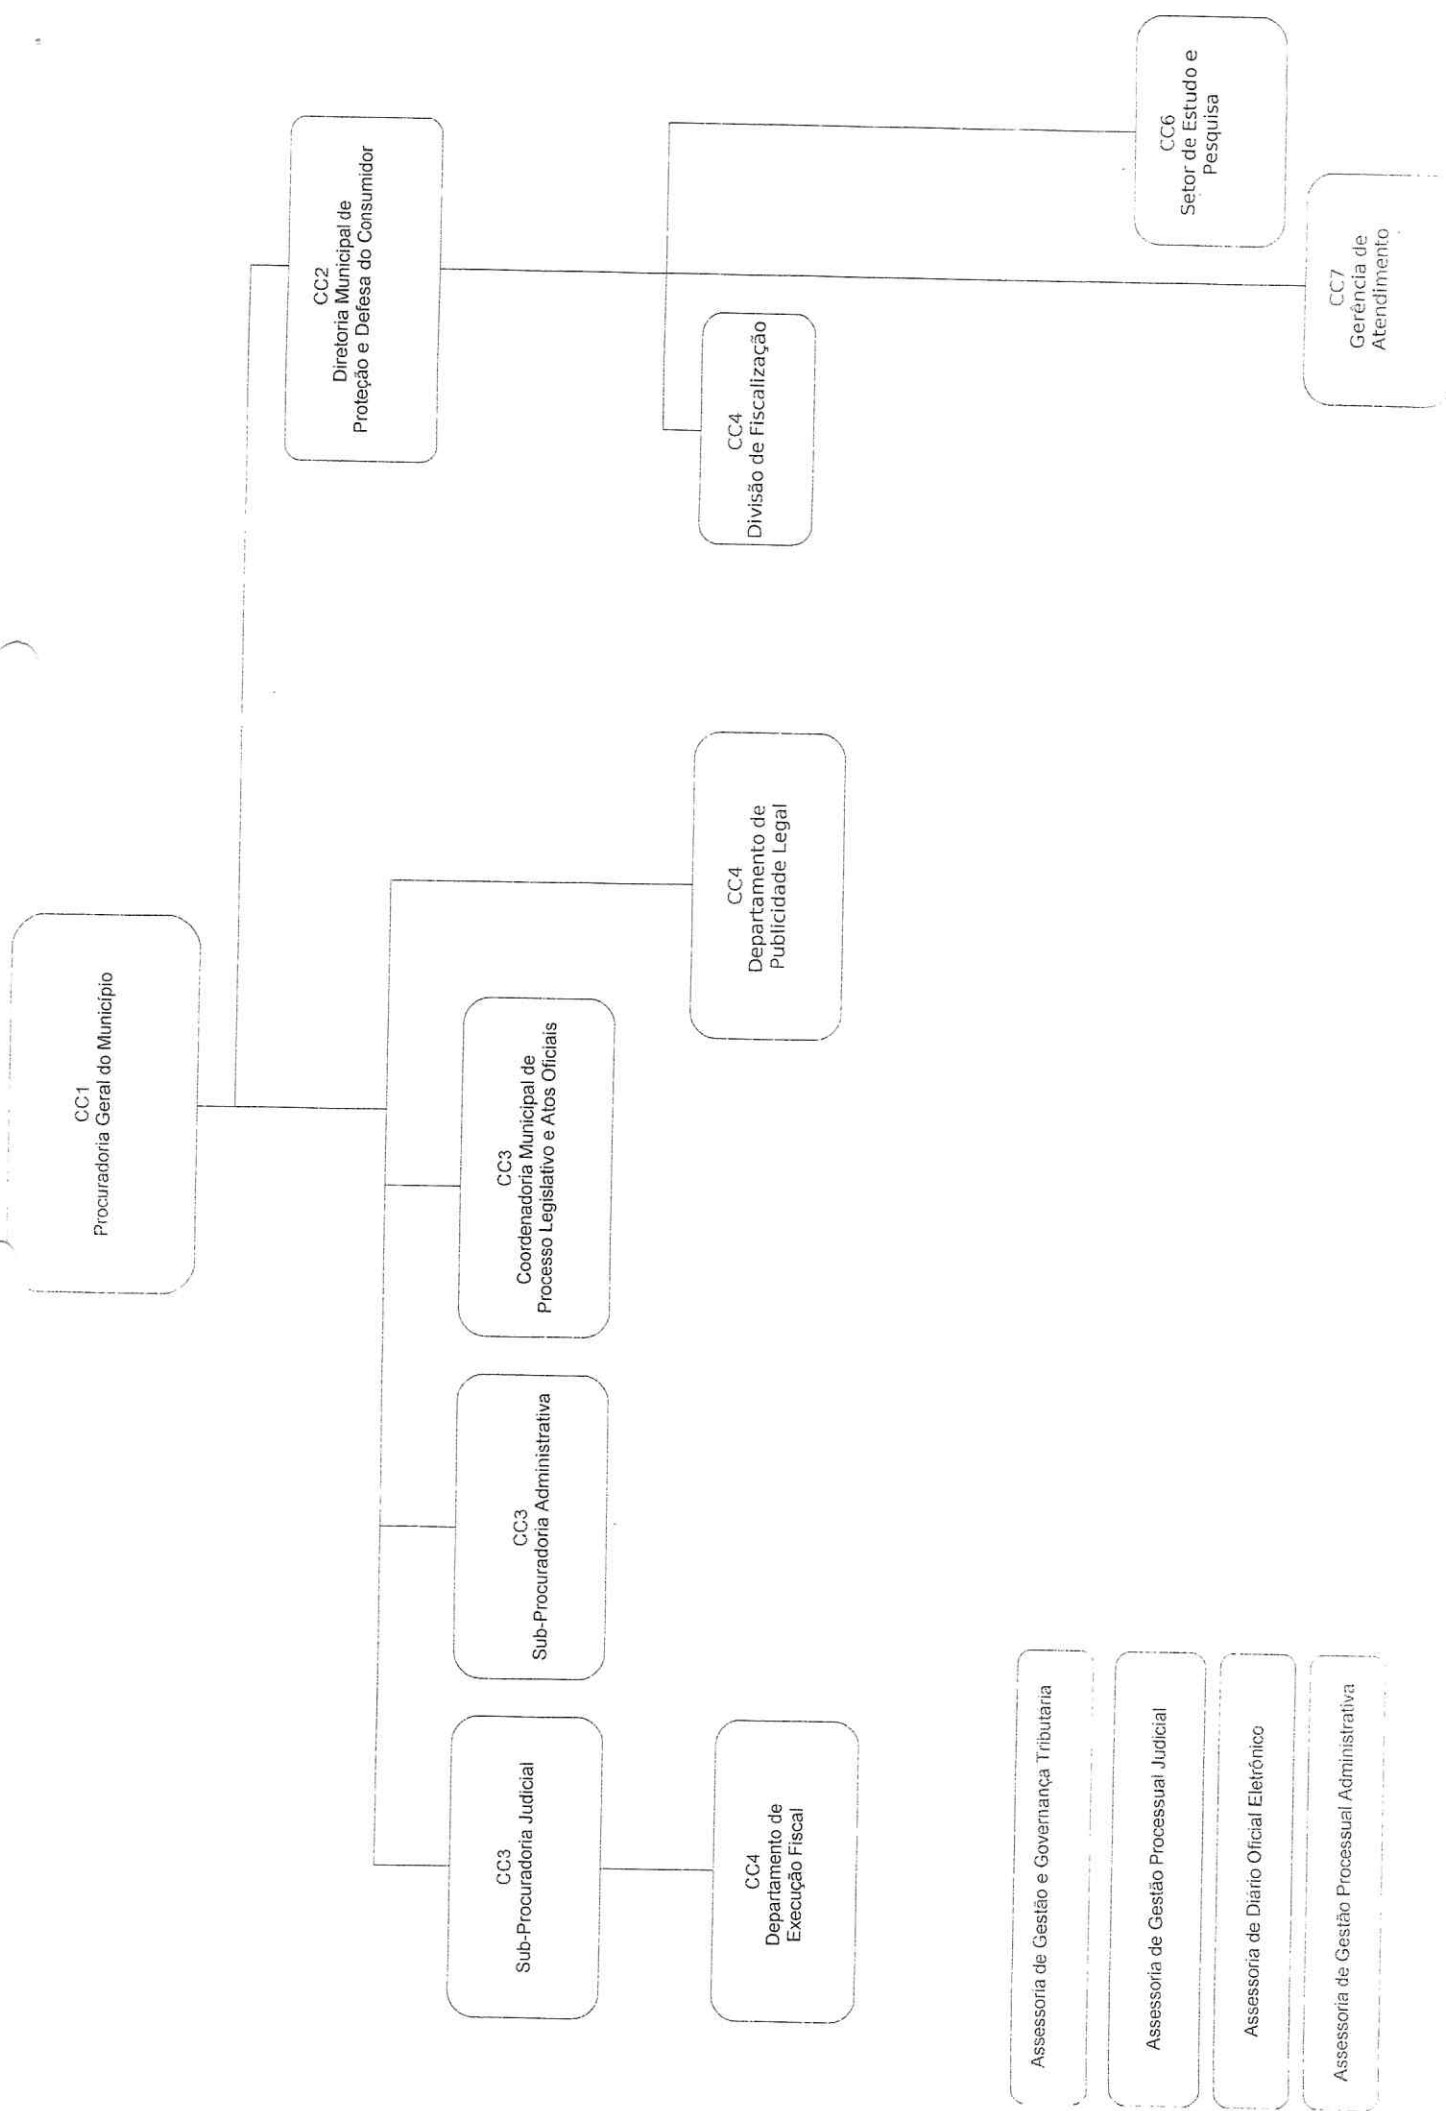 CC1
Procuradoria Geral do Município
CC2
Diretoria Municipal de
Proteção e Defesa do Consumidor
CC3
Sub-Procuradoria Judicial
CC3
Sub-Procuradoria Administrativa
CC3
Coordenadoria Municipal de
Processo Legislativo e Atos Oficiais
CC4
Departamento de
Execução Fiscal
CC4
Departamento de
Publicidade Legal
CC4
Divisão de Fiscalização
CC6
Setor de Estudo e
Pesquisa
CC7
Gerência de
Atendimento
Assessoria de Gestão e Governança Tributaria
Assessoria de Gestão Processual Judicial
Assessoria de Diário Oficial Eletrônico
Assessoria de Gestão Processual Administrativa